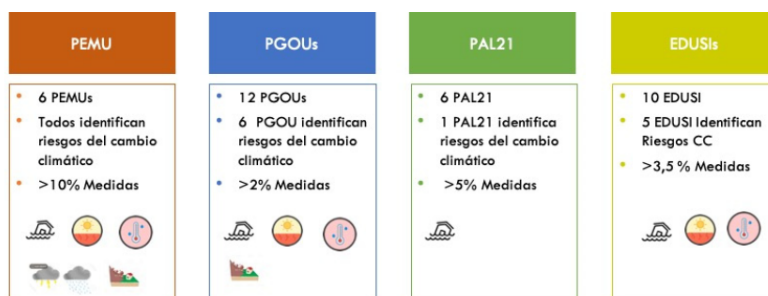 PEMU
6 PEMUs
Todos identifican
riesgos del cambio
climático
>10% Medidas
PGOUs
12 PGOUs
6 PGOU identifican
riesgos del cambio
climático
>2% Medidas
PAL21
6 PAL21
1 PAL21 identifica
riesgos del cambio
climático
>5% Medidas
EDUSIs
10 EDUSI
5 EDUSI Identifican
Riesgos CC
>3,5 % Medidas